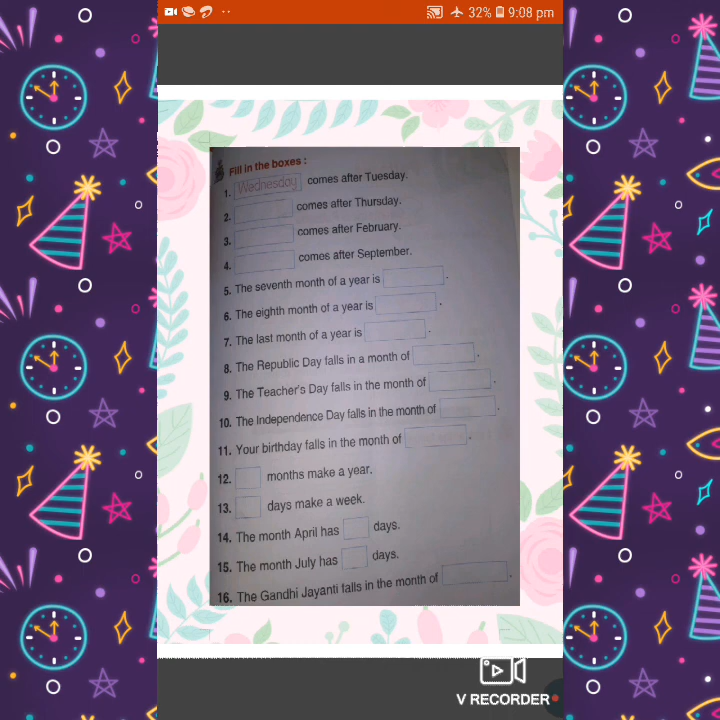 32% 9:08 pm
Fill in the boxes :
1. Wednesday comes after Tuesday.
2. comes after Thursday.
3. comes after February.
4. comes after September.
5. The seventh month of a year is .
6. The eighth month of a year is .
7. The last month of a year is .
8. The Republic Day falls in a month of .
9. The Teacher's Day falls in the month of .
10. The Independence Day falls in the month of .
11. Your birthday falls in the month of .
12. months make a year.
13. days make a week.
14. The month April has days.
15. The month July has days.
16. The Gandhi Jayanti falls in the month of .
V RECORDER